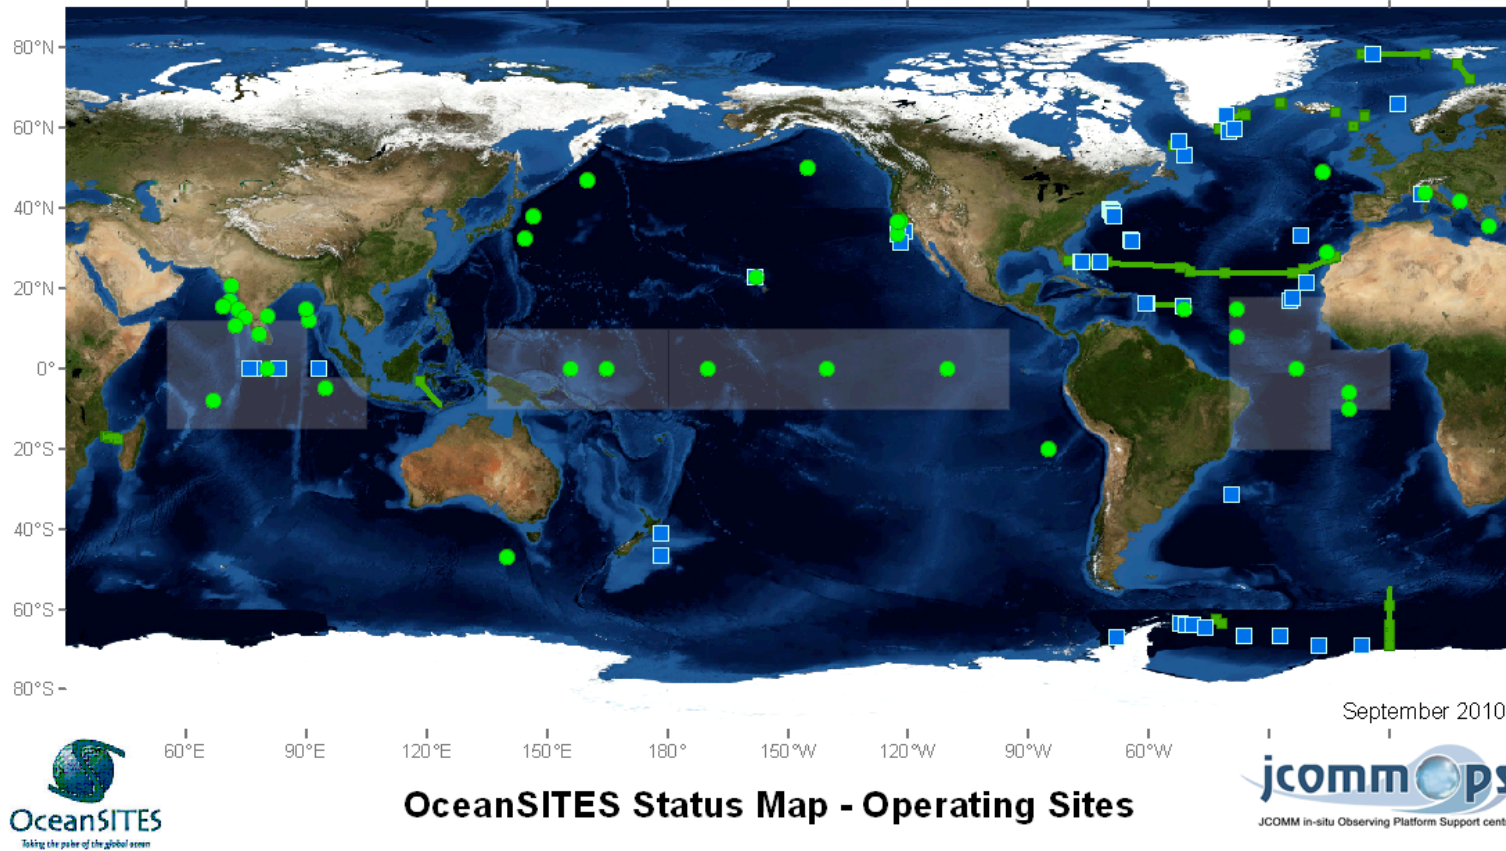 80°N
60°N
40°N
20°N
0°
20°S
40°S
60°S
80°S
September 2010
60°E 90°E 120°E 150°E 180° 150°W 120°W 90°W 60°W
OceanSITES
Taking the pulse of the global ocean
OceanSITES Status Map - Operating Sites
jcommops
JCOMM in-situ Observing Platform Support cent